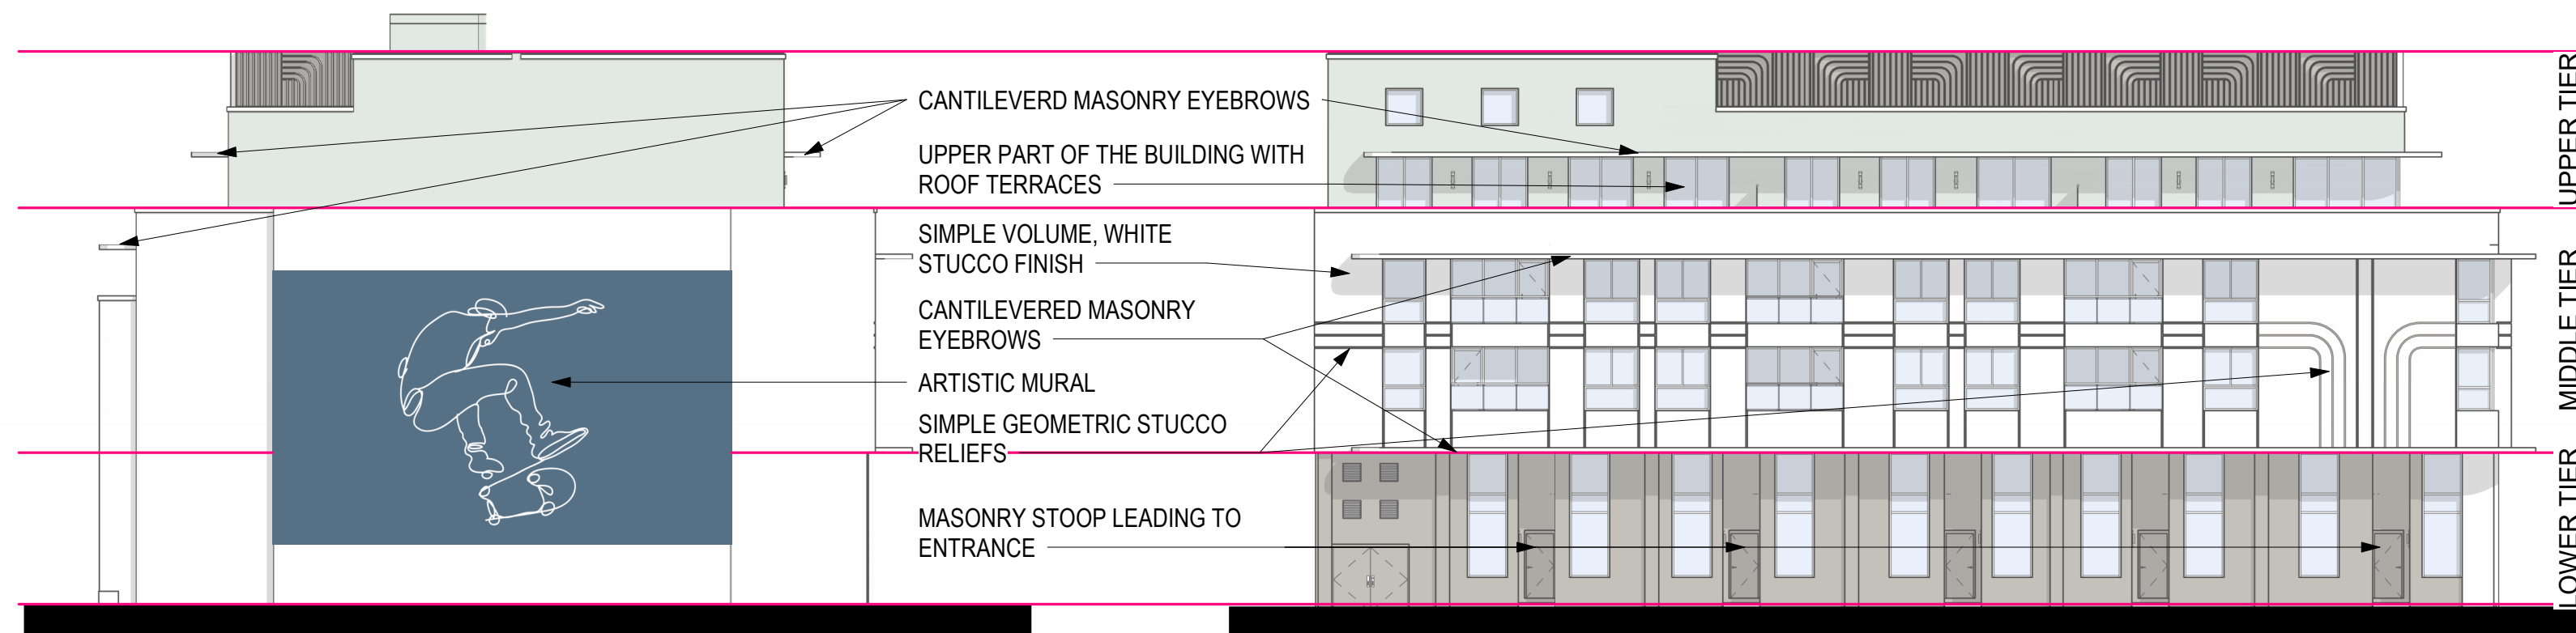 CANTILEVERD MASONRY EYEBROWS
UPPER PART OF THE BUILDING WITH
ROOF TERRACES
SIMPLE VOLUME, WHITE
STUCCO FINISH
CANTILEVERED MASONRY
EYEBROWS
ARTISTIC MURAL
SIMPLE GEOMETRIC STUCCO
RELIEFS
MASONRY STOOP LEADING TO
ENTRANCE
UPPER TIER
MIDDLE TIER
LOWER TIER